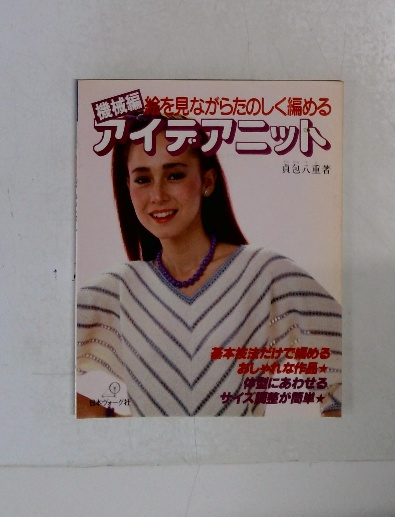 機械編 絵を見ながらたのしく編める
アイデアニット
貞包八重著
基本技法だけで編める
おしゃれな作品★
体型にあわせる
サイズ調整が簡単★
日本ヴォーグ社